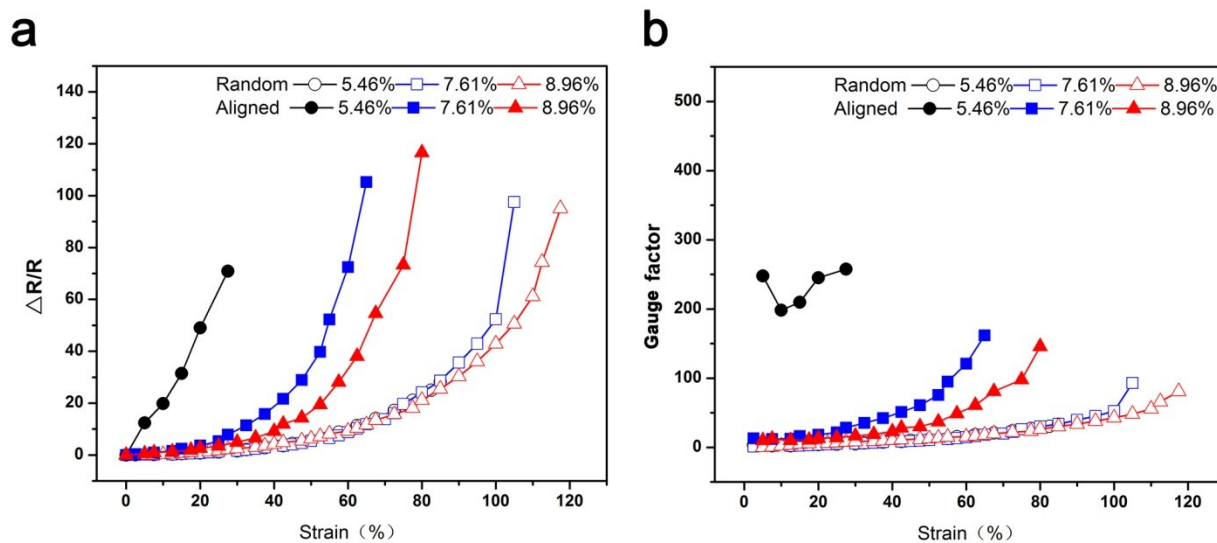 a
Random 5.46% 7.61% 8.96%
Aligned 5.46% 7.61% 8.96%
140
120
100
80
60
40
20
0
△R/R
0 20 40 60 80 100 120
Strain（%）
b
Random 5.46% 7.61% 8.96%
Aligned 5.46% 7.61% 8.96%
500
450
300
250
200
100
0
Gauge factor
0 20 40 60 80 100 120
Strain（%）